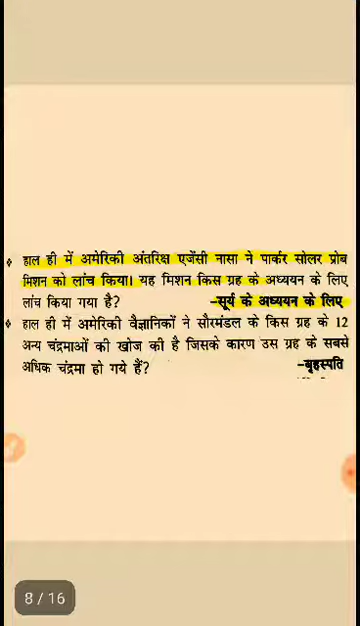 ❖ हाल ही में अमेरिकी अंतरिक्ष एजेंसी नासा ने पार्कर सोलर प्रोब
मिशन को लांच किया। यह मिशन किस ग्रह के अध्ययन के लिए
लांच किया गया है? –सूर्य के अध्ययन के लिए
❖ हाल ही में अमेरिकी वैज्ञानिकों ने सौरमंडल के किस ग्रह के 12
अन्य चंद्रमाओं की खोज की है जिसके कारण उस ग्रह के सबसे
अधिक चंद्रमा हो गये हैं? –बृहस्पति
8 / 16